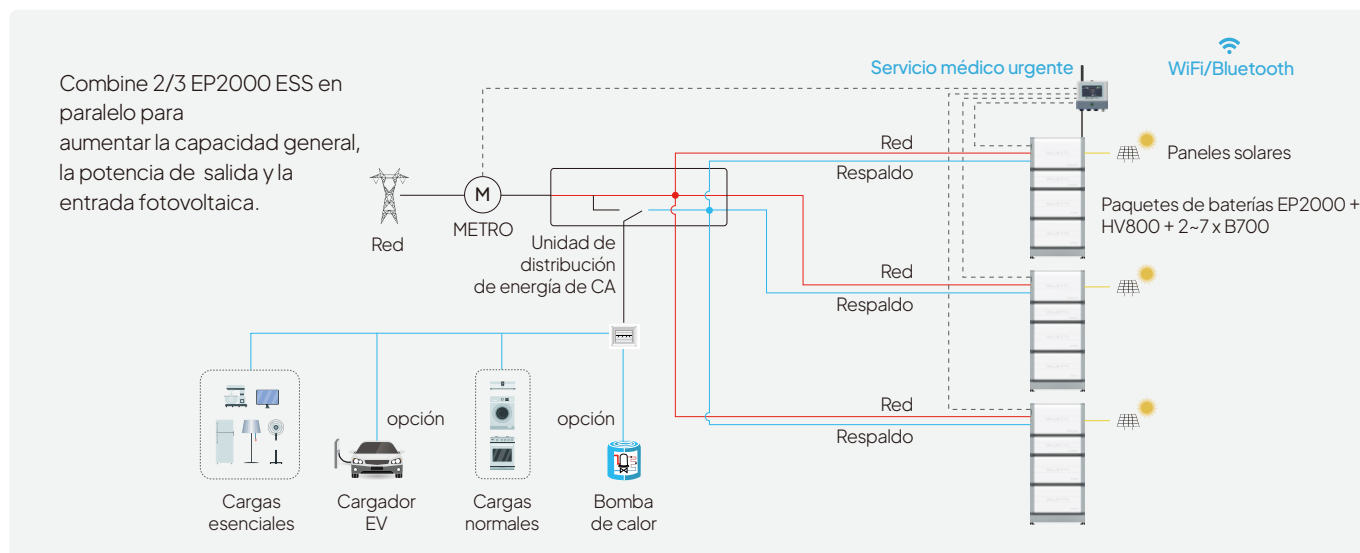 Combine 2/3 EP2000 ESS en
paralelo para
aumentar la capacidad general,
la potencia de salida y la
entrada fotovoltaica.
Servicio médico urgente
WiFi/Bluetooth
Red
Respaldo
Paneles solares
Paquetes de baterías EP2000 +
HV800 + 2~7 x B700
M
METRO
Red
Unidad de
distribución
de energía de CA
Red
Respaldo
Red
Respaldo
opción
opción
Cargas
esenciales
Cargador
EV
Cargas
normales
Bomba
de calor